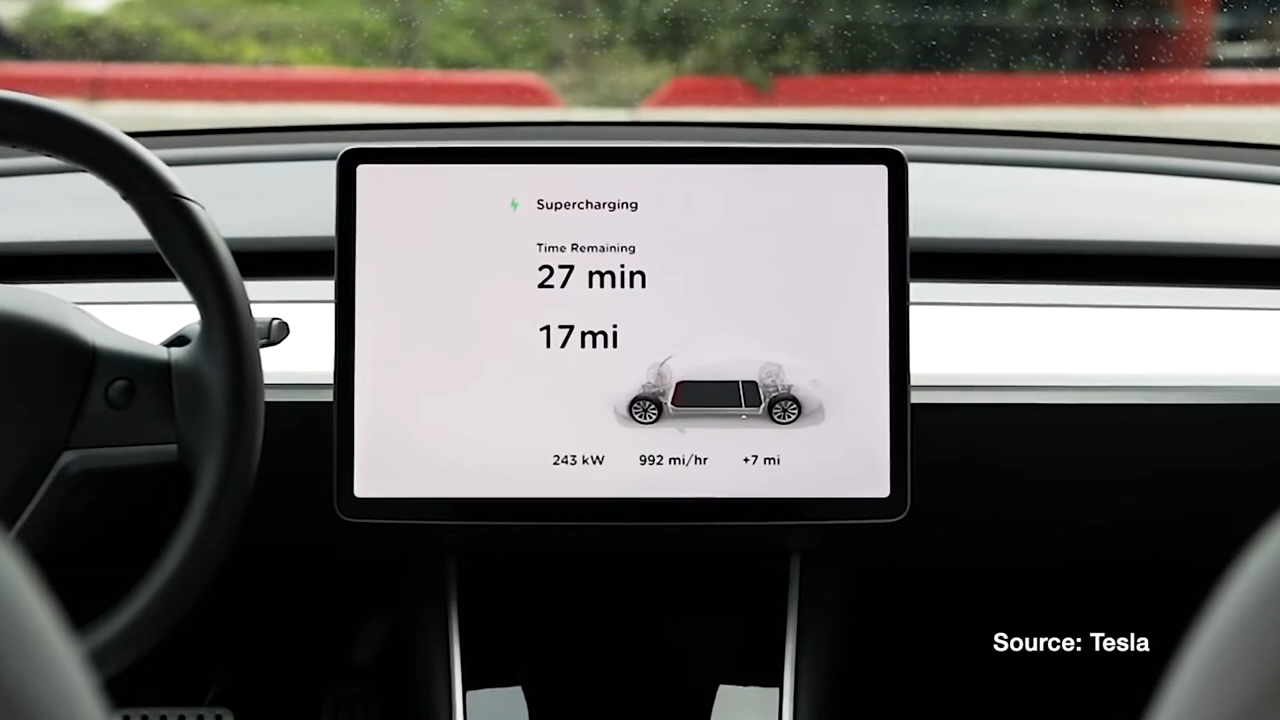 Supercharging
Time Remaining
27 min
17mi
243 kW 992 mi/hr +7 mi
Source: Tesla